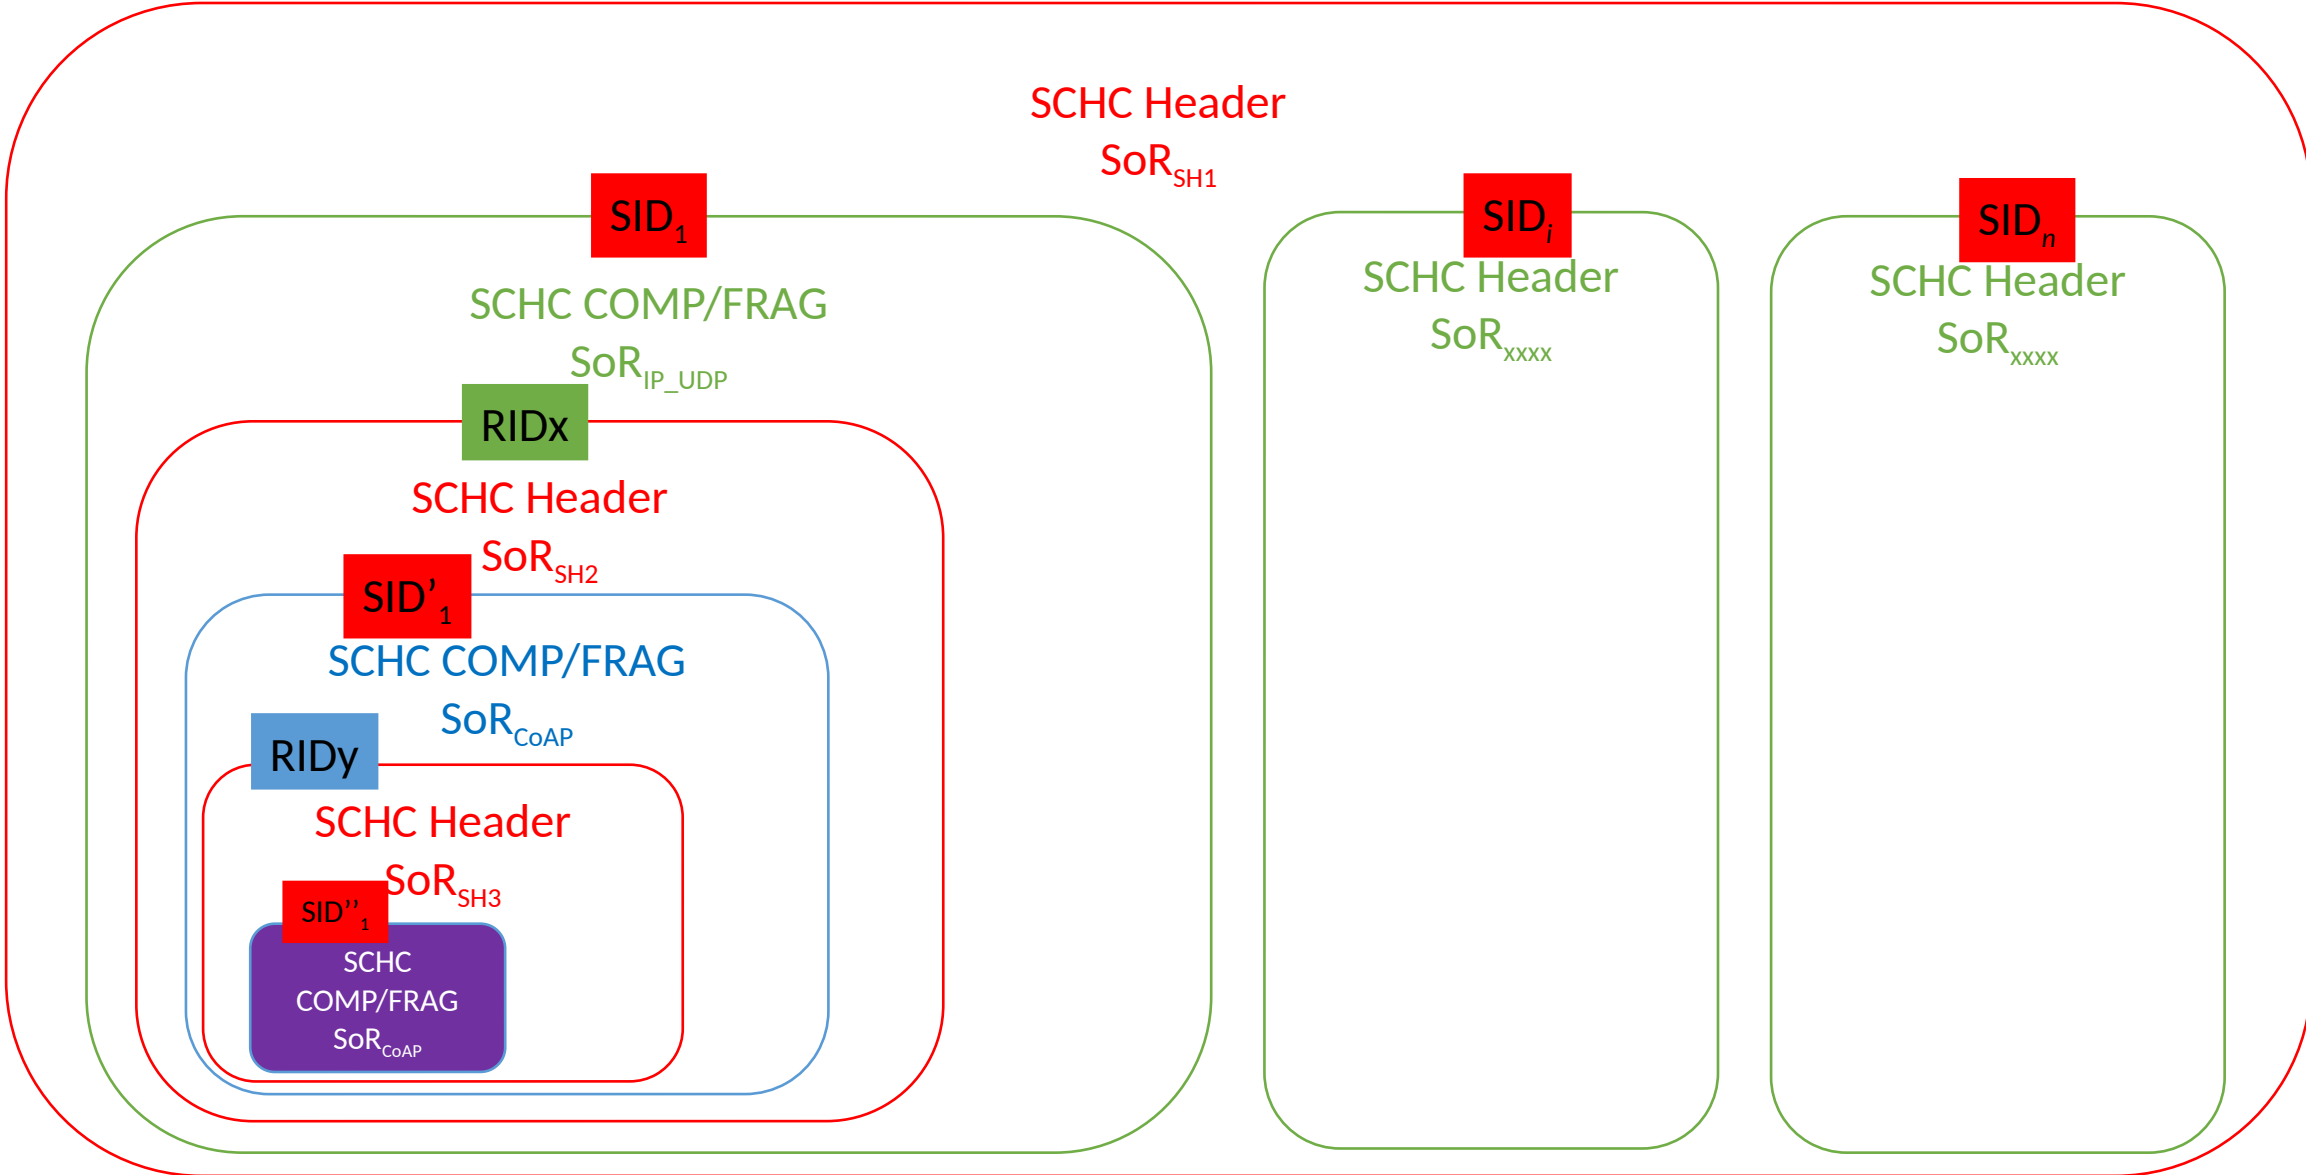 SCHC Header
SoRSH1
SID1
SCHC COMP/FRAG
SoRIP_UDP
RIDx
SCHC Header
SoRSH2
SID’1
SCHC COMP/FRAG
SoRCoAP
RIDy
SCHC Header
SoRSH3
SID’’1
SCHC
COMP/FRAG
SoRCoAP
SIDi
SCHC Header
SoRxxxx
SIDn
SCHC Header
SoRxxxx